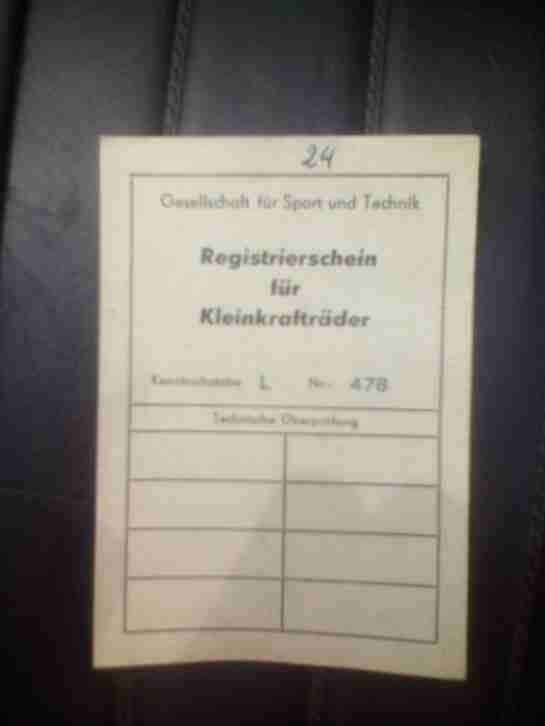 24
Gesellschaft für Sport und Technik
Registrierschein
für
Kleinkrafträder
Kennbuchstabe L Nr. 478
Technische Überprüfung